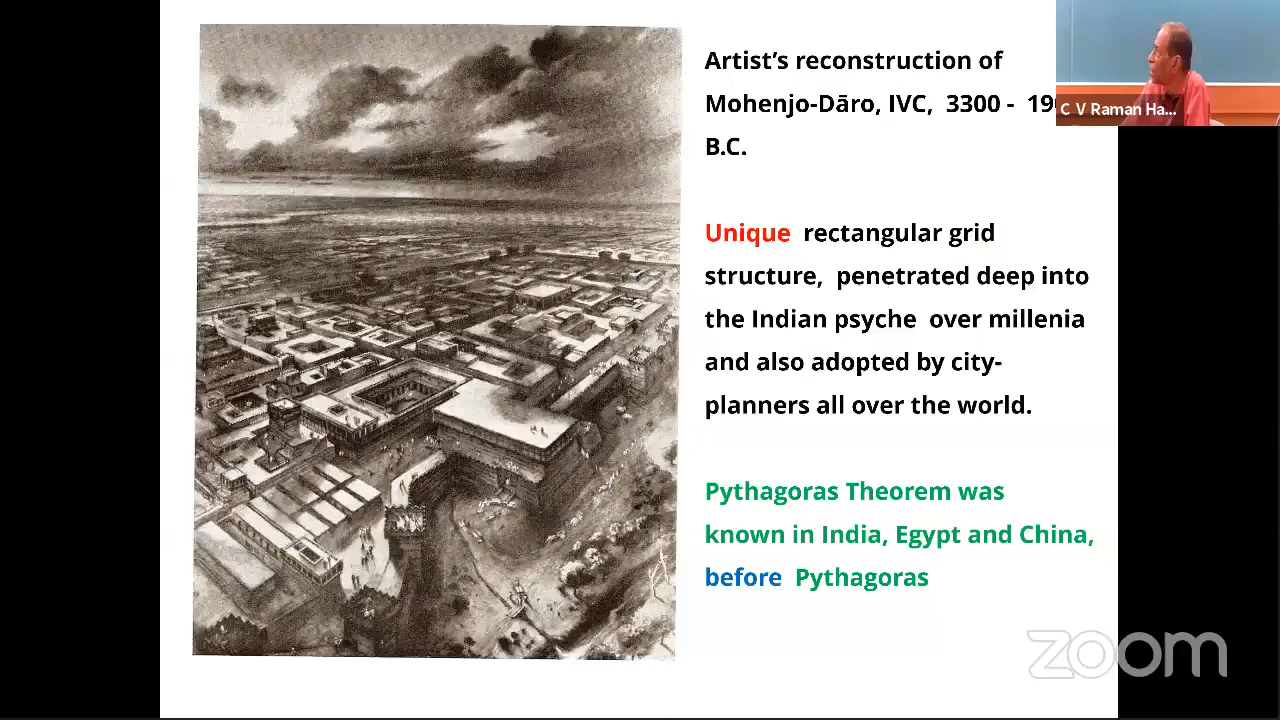 Artist’s reconstruction of
Mohenjo-Dāro, IVC, 3300 -
B.C.
Unique rectangular grid
structure, penetrated deep into
the Indian psyche over millenia
and also adopted by city-
planners all over the world.
Pythagoras Theorem was
known in India, Egypt and China,
before Pythagoras
C V Raman Ha...
zoom